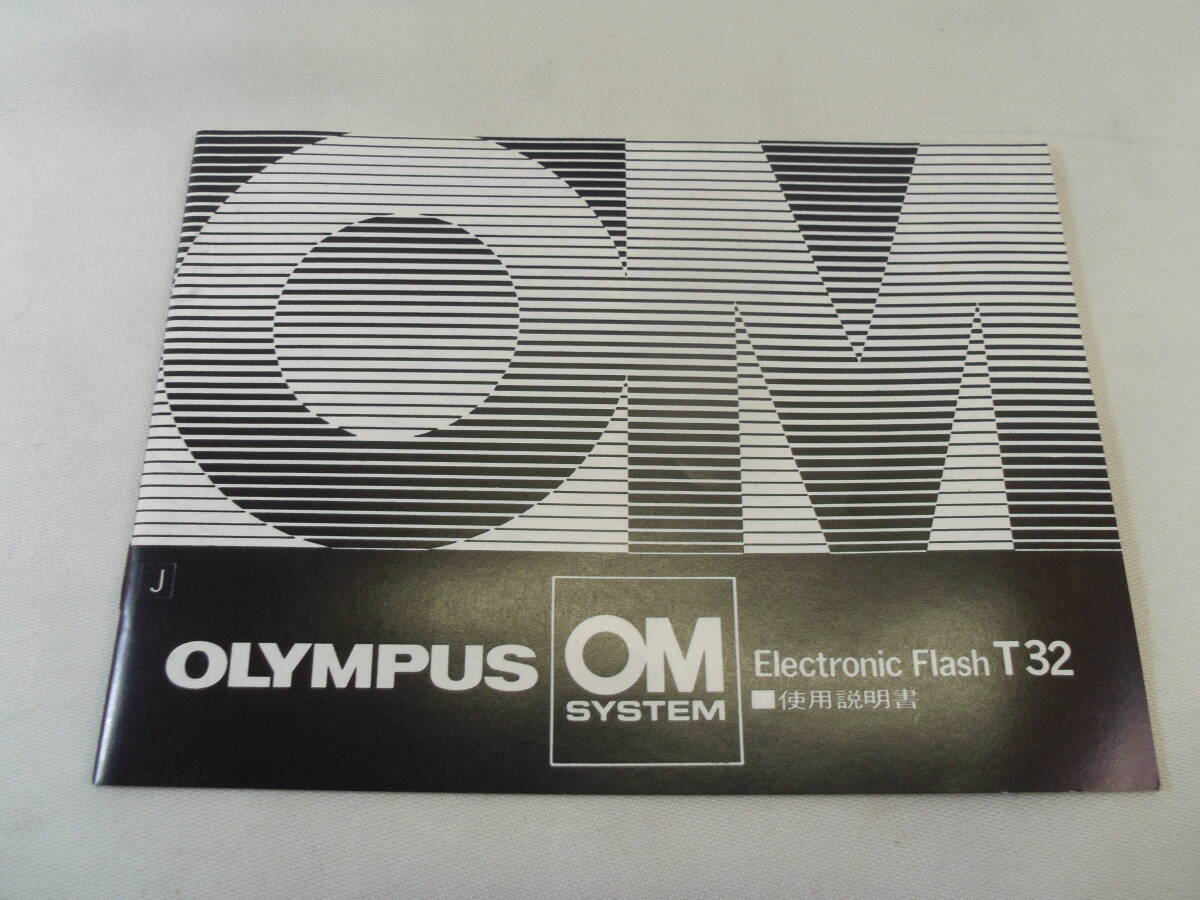 OM
J
OLYMPUS
OM
SYSTEM
Electronic Flash T32
■使用説明書